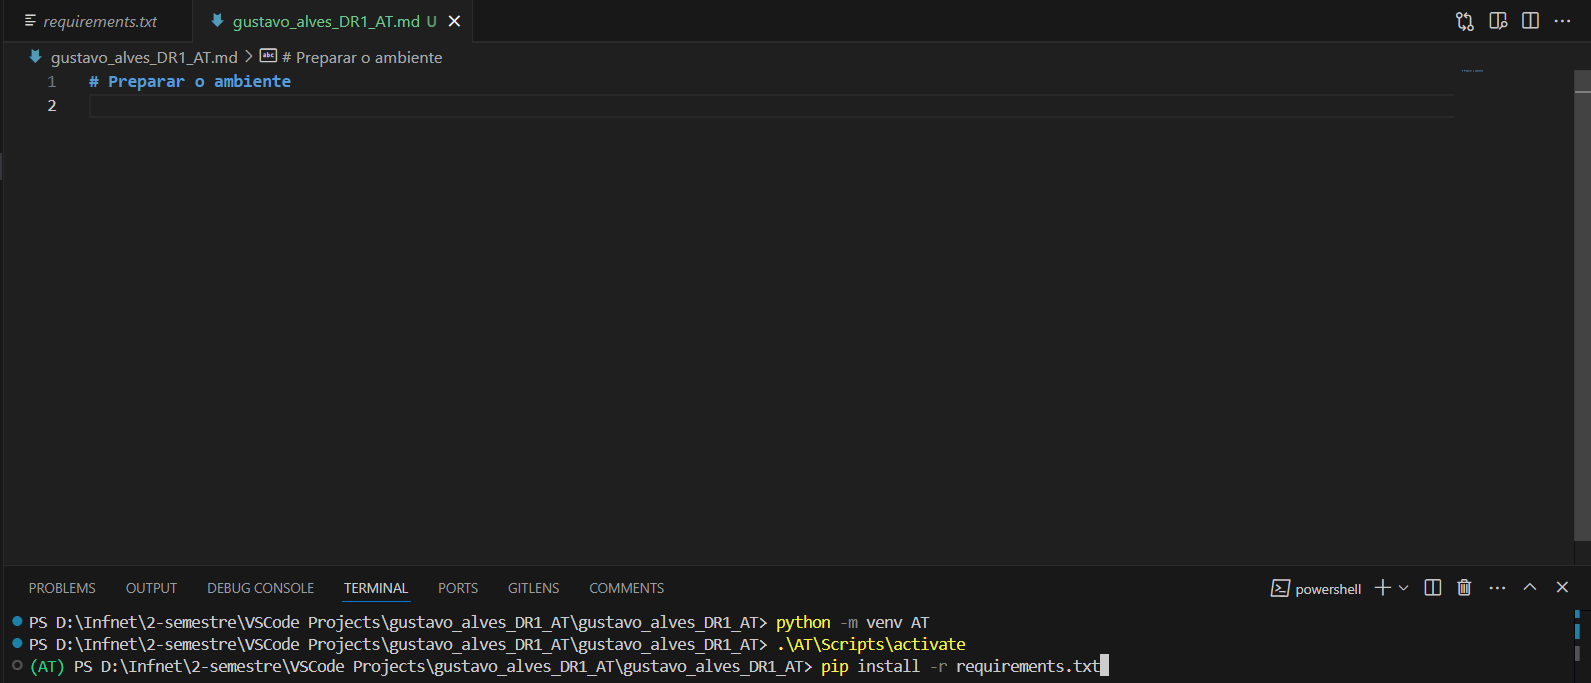 requirements.txt gustavo_alves_DR1_AT.md U
gustavo_alves_DR1_AT.md > # Preparar o ambiente
1 # Preparar o ambiente
2
PROBLEMS OUTPUT DEBUG CONSOLE TERMINAL PORTS GITLENS COMMENTS powershell
PS D:\Infnet\2-semestre\VSCode Projects\gustavo_alves_DR1_AT\gustavo_alves_DR1_AT> python -m venv AT
PS D:\Infnet\2-semestre\VSCode Projects\gustavo_alves_DR1_AT\gustavo_alves_DR1_AT> .\AT\Scripts\activate
(AT) PS D:\Infnet\2-semestre\VSCode Projects\gustavo_alves_DR1_AT\gustavo_alves_DR1_AT> pip install -r requirements.txt